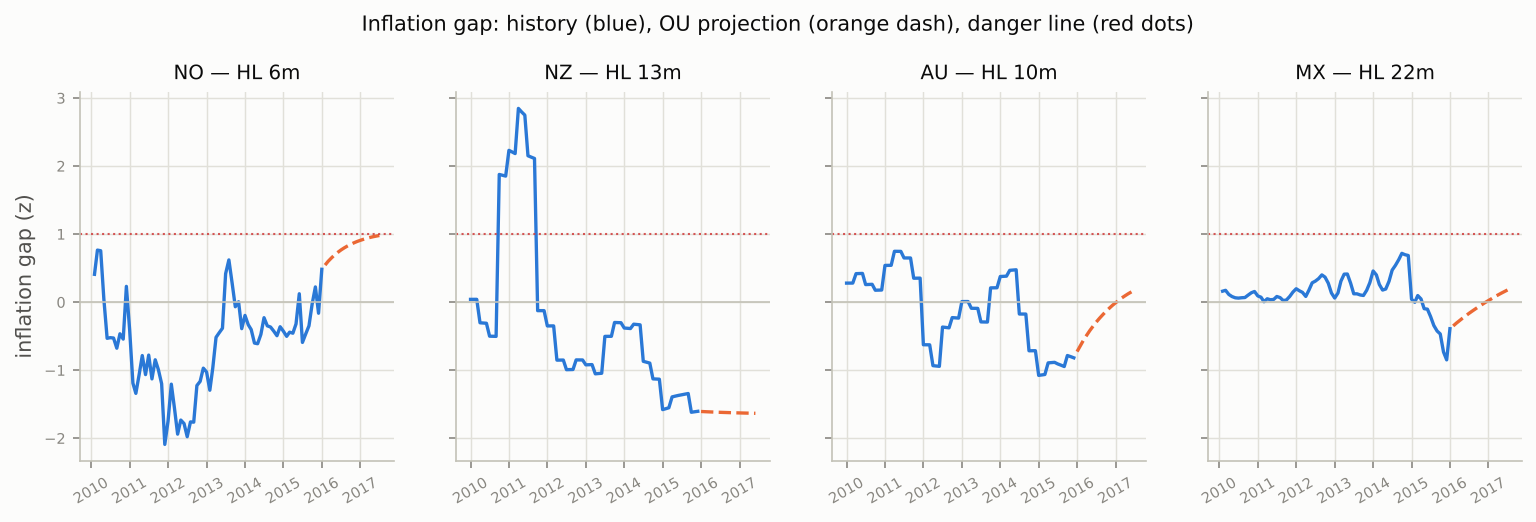 Inflation gap: history (blue), OU projection (orange dash), danger line (red dots)
NO — HL 6m
NZ — HL 13m
AU — HL 10m
MX — HL 22m
inflation gap (z)
3
2
1
0
−1
−2
2010 2011 2012 2013 2014 2015 2016 2017
2010 2011 2012 2013 2014 2015 2016 2017
2010 2011 2012 2013 2014 2015 2016 2017
2010 2011 2012 2013 2014 2015 2016 2017